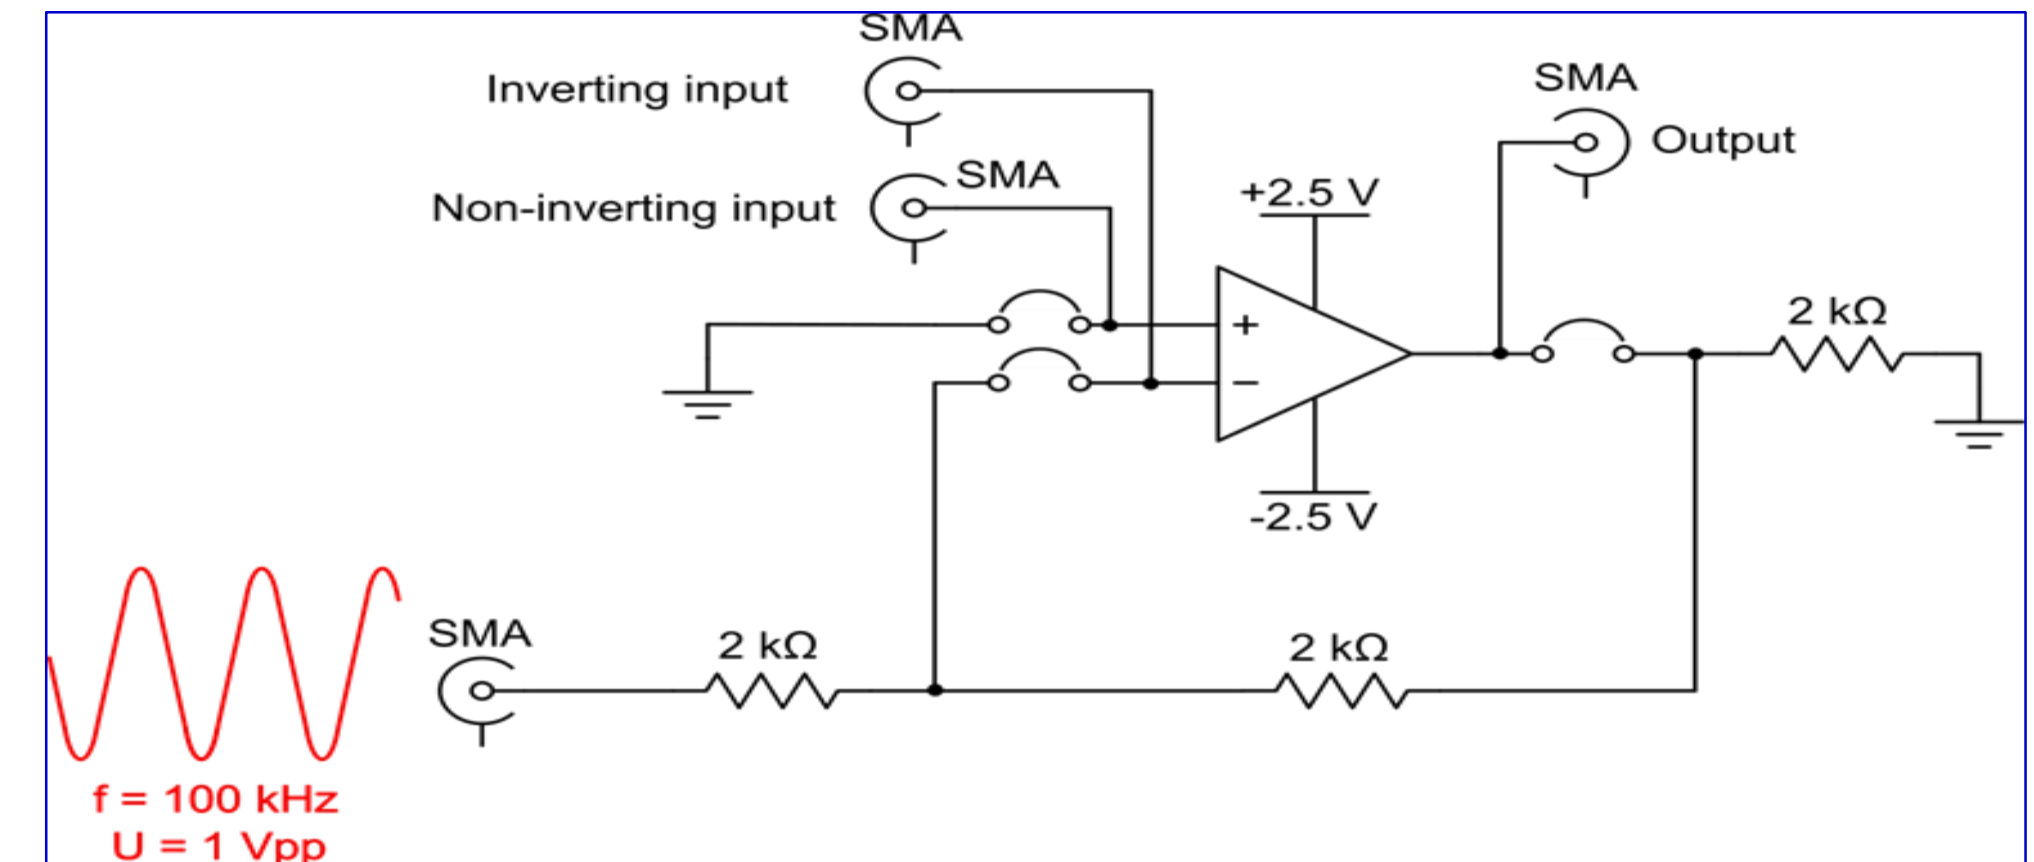 SMA
Inverting input
SMA
Output
SMA
Non-inverting input
+2.5 V
2 kΩ
+
−
-2.5 V
SMA
2 kΩ
2 kΩ
f = 100 kHz
U = 1 Vpp